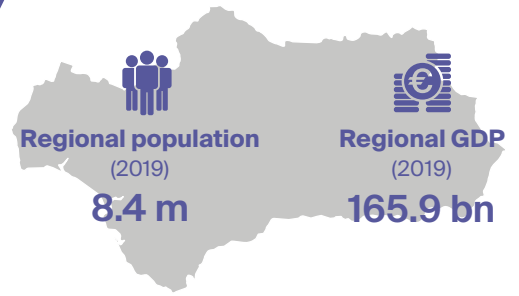 Regional population
(2019)
8.4 m
€
Regional GDP
(2019)
165.9 bn